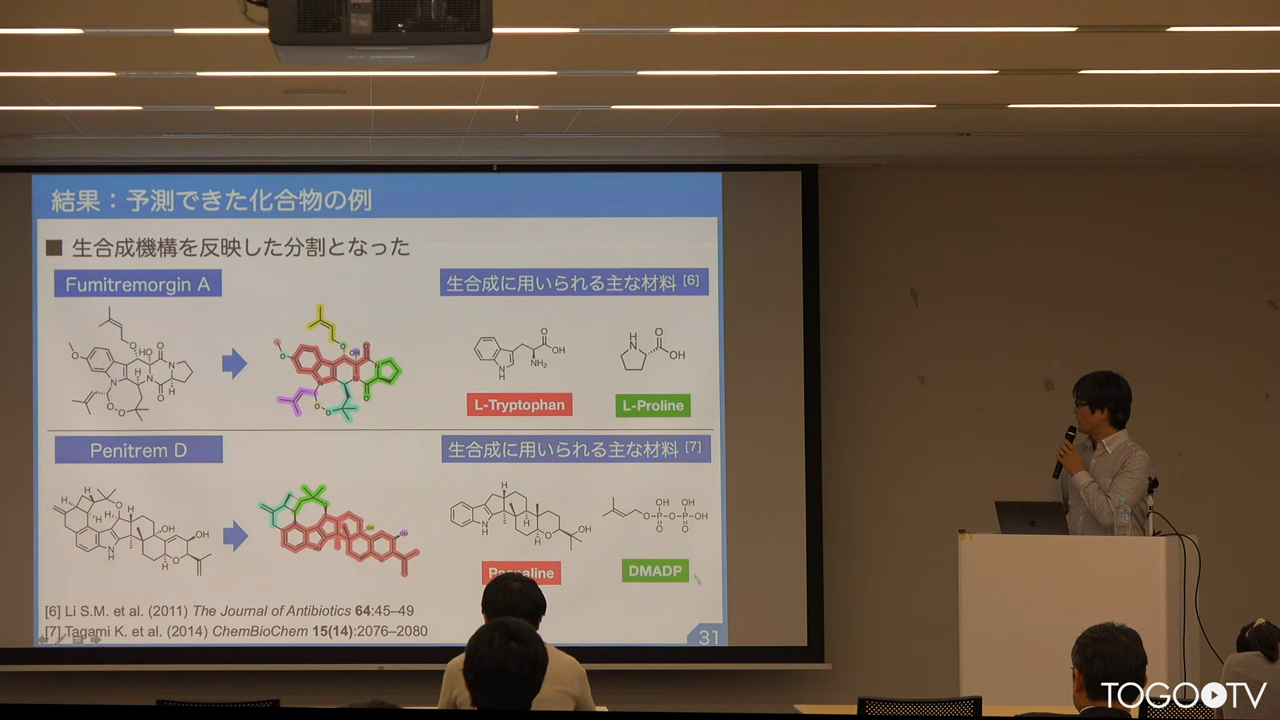 結果：予測できた化合物の例
■ 生合成機構を反映した分割となった
Fumitremorgin A
生合成に用いられる主な材料 [6]
L-Tryptophan
L-Proline
Penitrem D
生合成に用いられる主な材料 [7]
DMADP
[6] Li S.M. et al. (2011) The Journal of Antibiotics 64:45–49
[7] Tagami K. et al. (2014) ChemBioChem 15(14):2076–2080
31
TOGOTV